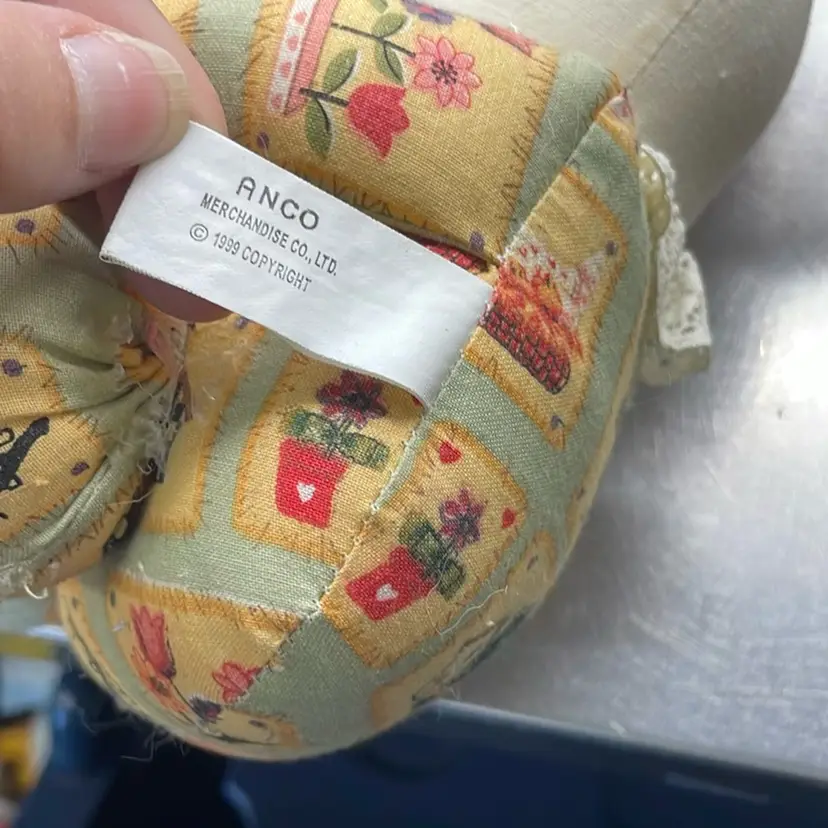 ANCO
MERCHANDISE CO., LTD.
© 1999 COPYRIGHT